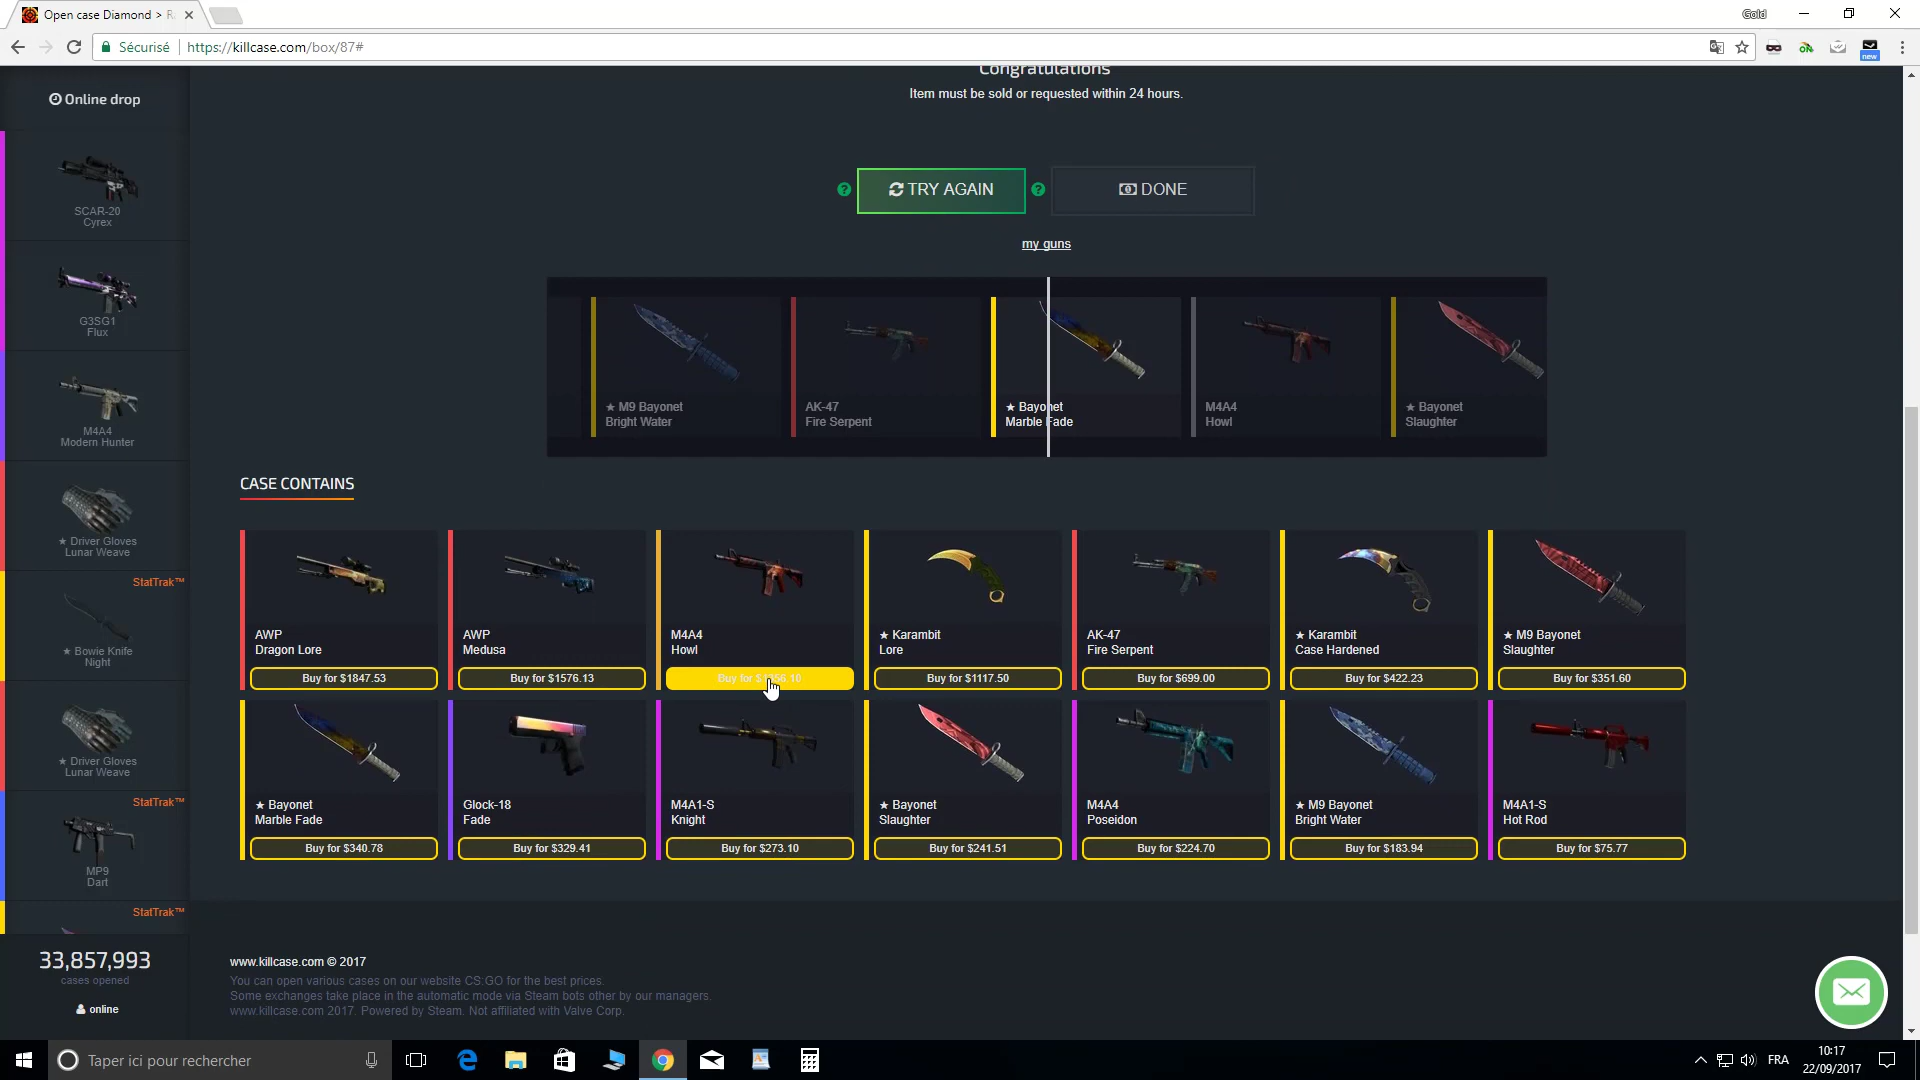 Open case Diamond > R
Gold
Sécurisé
https://killcase.com/box/87#
new
Online drop
SCAR-20
Cyrex
G3SG1
Flux
M4A4
Modern Hunter
★ Driver Gloves
Lunar Weave
StatTrak™
★ Bowie Knife
Night
★ Driver Gloves
Lunar Weave
StatTrak™
MP9
Dart
StatTrak™
33,857,993
cases opened
online
Congratulations
Item must be sold or requested within 24 hours.
? TRY AGAIN ? DONE
my guns
★ M9 Bayonet
Bright Water
AK-47
Fire Serpent
★ Bayonet
Marble Fade
M4A4
Howl
★ Bayonet
Slaughter
CASE CONTAINS
AWP
Dragon Lore
Buy for $1847.53
AWP
Medusa
Buy for $1576.13
M4A4
Howl
Buy for
★ Karambit
Lore
Buy for $1117.50
AK-47
Fire Serpent
Buy for $699.00
★ Karambit
Case Hardened
Buy for $422.23
★ M9 Bayonet
Slaughter
Buy for $351.60
★ Bayonet
Marble Fade
Buy for $340.78
Glock-18
Fade
Buy for $329.41
M4A1-S
Knight
Buy for $273.10
★ Bayonet
Slaughter
Buy for $241.51
M4A4
Poseidon
Buy for $224.70
★ M9 Bayonet
Bright Water
Buy for $183.94
M4A1-S
Hot Rod
Buy for $75.77
www.killcase.com © 2017
You can open various cases on our website CS:GO for the best prices.
Some exchanges take place in the automatic mode via Steam bots other by our managers.
www.killcase.com 2017. Powered by Steam. Not affiliated with Valve Corp.
Taper ici pour rechercher
FRA
10:17
22/09/2017